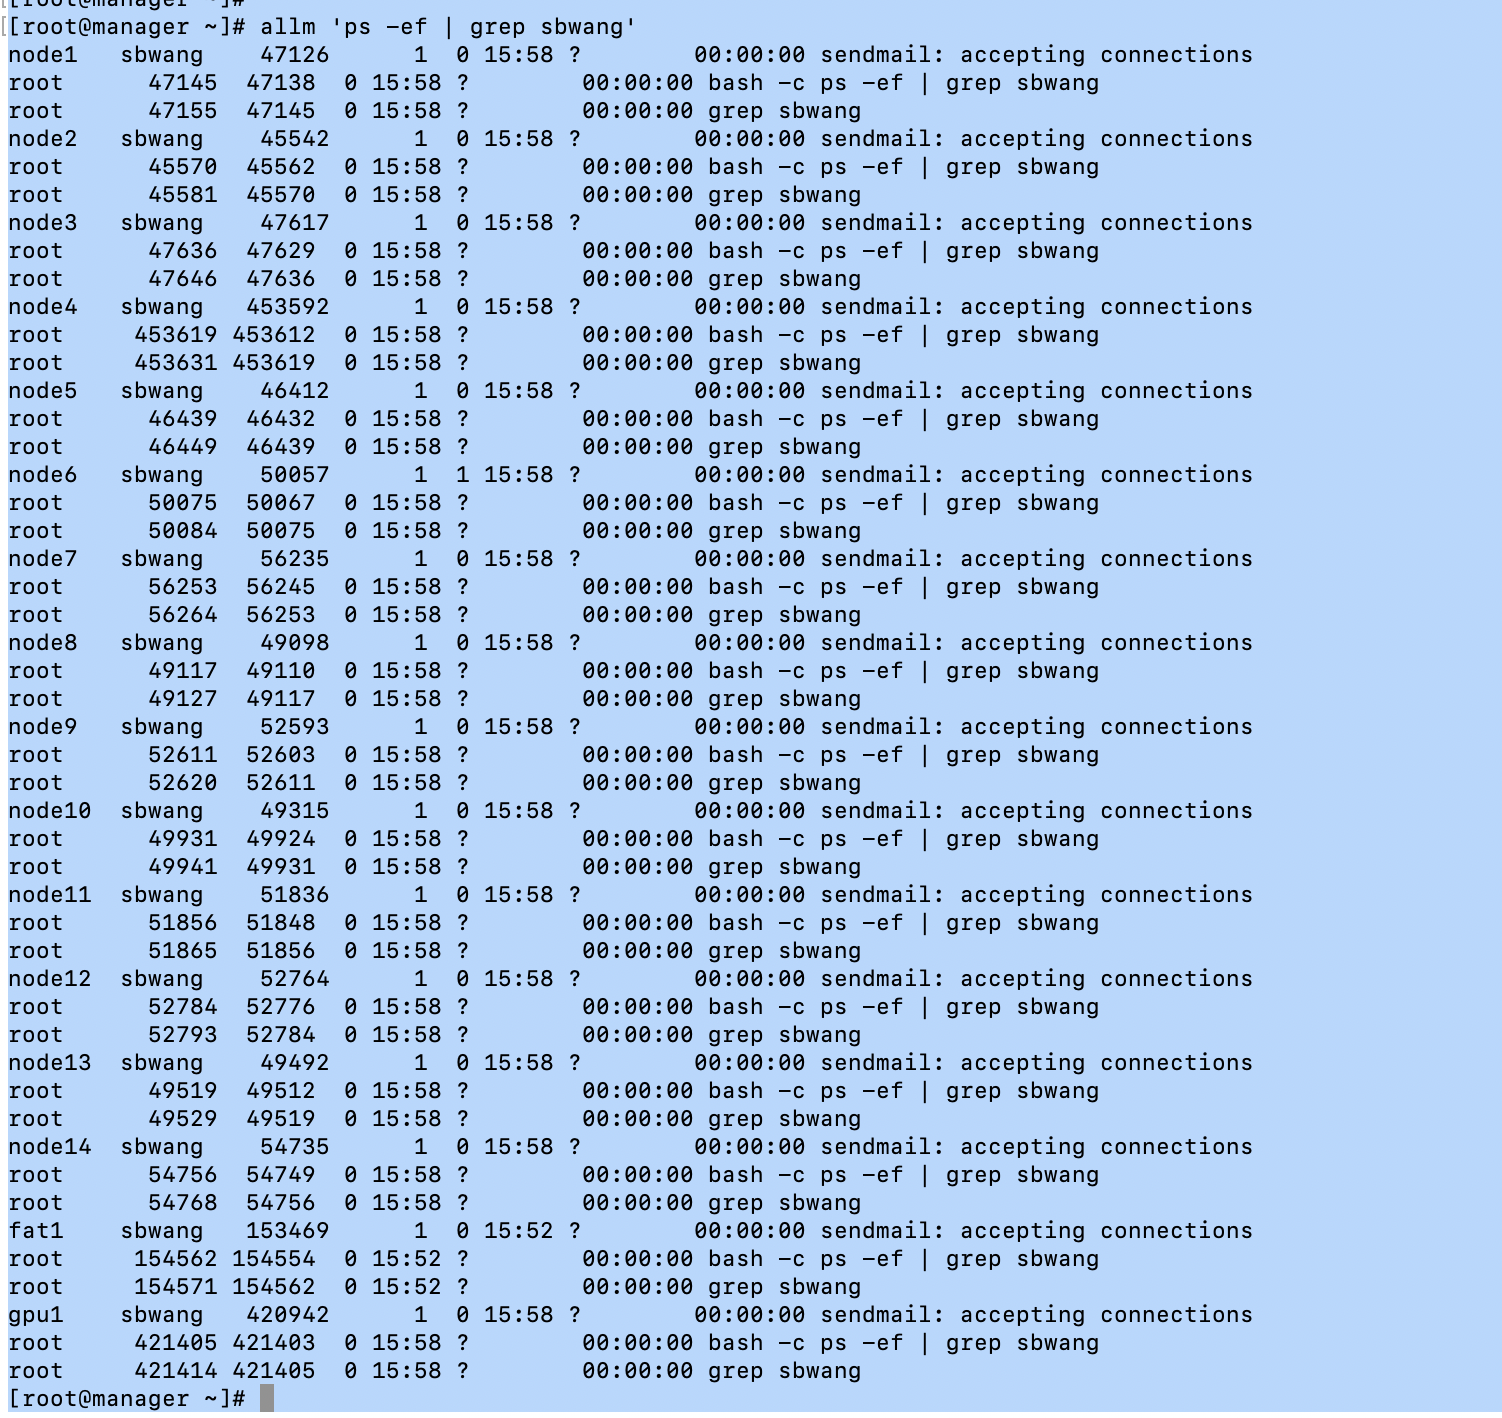 [root@manager ~]#
[root@manager ~]# allm 'ps -ef | grep sbwang'
node1   sbwang    47126      1  0 15:58 ?        00:00:00 sendmail: accepting connections
root      47145  47138  0 15:58 ?        00:00:00 bash -c ps -ef | grep sbwang
root      47155  47145  0 15:58 ?        00:00:00 grep sbwang
node2   sbwang    45542      1  0 15:58 ?        00:00:00 sendmail: accepting connections
root      45570  45562  0 15:58 ?        00:00:00 bash -c ps -ef | grep sbwang
root      45581  45570  0 15:58 ?        00:00:00 grep sbwang
node3   sbwang    47617      1  0 15:58 ?        00:00:00 sendmail: accepting connections
root      47636  47629  0 15:58 ?        00:00:00 bash -c ps -ef | grep sbwang
root      47646  47636  0 15:58 ?        00:00:00 grep sbwang
node4   sbwang    453592      1  0 15:58 ?        00:00:00 sendmail: accepting connections
root     453619 453612  0 15:58 ?        00:00:00 bash -c ps -ef | grep sbwang
root     453631 453619  0 15:58 ?        00:00:00 grep sbwang
node5   sbwang    46412      1  0 15:58 ?        00:00:00 sendmail: accepting connections
root      46439  46432  0 15:58 ?        00:00:00 bash -c ps -ef | grep sbwang
root      46449  46439  0 15:58 ?        00:00:00 grep sbwang
node6   sbwang    50057      1  1 15:58 ?        00:00:00 sendmail: accepting connections
root      50075  50067  0 15:58 ?        00:00:00 bash -c ps -ef | grep sbwang
root      50084  50075  0 15:58 ?        00:00:00 grep sbwang
node7   sbwang    56235      1  0 15:58 ?        00:00:00 sendmail: accepting connections
root      56253  56245  0 15:58 ?        00:00:00 bash -c ps -ef | grep sbwang
root      56264  56253  0 15:58 ?        00:00:00 grep sbwang
node8   sbwang    49098      1  0 15:58 ?        00:00:00 sendmail: accepting connections
root      49117  49110  0 15:58 ?        00:00:00 bash -c ps -ef | grep sbwang
root      49127  49117  0 15:58 ?        00:00:00 grep sbwang
node9   sbwang    52593      1  0 15:58 ?        00:00:00 sendmail: accepting connections
root      52611  52603  0 15:58 ?        00:00:00 bash -c ps -ef | grep sbwang
root      52620  52611  0 15:58 ?        00:00:00 grep sbwang
node10  sbwang    49315      1  0 15:58 ?        00:00:00 sendmail: accepting connections
root      49931  49924  0 15:58 ?        00:00:00 bash -c ps -ef | grep sbwang
root      49941  49931  0 15:58 ?        00:00:00 grep sbwang
node11  sbwang    51836      1  0 15:58 ?        00:00:00 sendmail: accepting connections
root      51856  51848  0 15:58 ?        00:00:00 bash -c ps -ef | grep sbwang
root      51865  51856  0 15:58 ?        00:00:00 grep sbwang
node12  sbwang    52764      1  0 15:58 ?        00:00:00 sendmail: accepting connections
root      52784  52776  0 15:58 ?        00:00:00 bash -c ps -ef | grep sbwang
root      52793  52784  0 15:58 ?        00:00:00 grep sbwang
node13  sbwang    49492      1  0 15:58 ?        00:00:00 sendmail: accepting connections
root      49519  49512  0 15:58 ?        00:00:00 bash -c ps -ef | grep sbwang
root      49529  49519  0 15:58 ?        00:00:00 grep sbwang
node14  sbwang    54735      1  0 15:58 ?        00:00:00 sendmail: accepting connections
root      54756  54749  0 15:58 ?        00:00:00 bash -c ps -ef | grep sbwang
root      54768  54756  0 15:58 ?        00:00:00 grep sbwang
fat1    sbwang   153469      1  0 15:52 ?        00:00:00 sendmail: accepting connections
root     154562 154554  0 15:52 ?        00:00:00 bash -c ps -ef | grep sbwang
root     154571 154562  0 15:52 ?        00:00:00 grep sbwang
gpu1    sbwang   420942      1  0 15:58 ?        00:00:00 sendmail: accepting connections
root     421405 421403  0 15:58 ?        00:00:00 bash -c ps -ef | grep sbwang
root     421414 421405  0 15:58 ?        00:00:00 grep sbwang
[root@manager ~]#